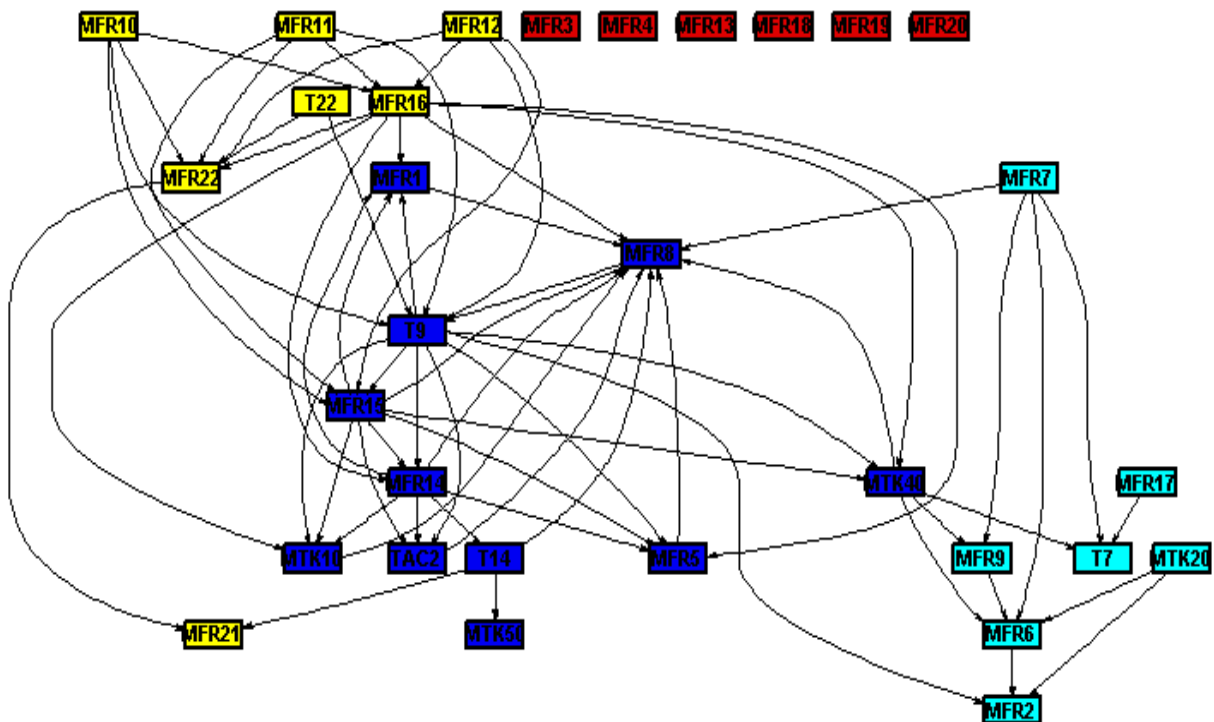 MFR10 MFR11 MFR12 MFR3 MFR4 MFR13 MFR18 MFR19 MFR20
T22 MFR16
MFR22 MFR1 MFR7
MFR8
T9
MFR15
MFR14 MTK40 MFR17
MTK10 TAC2 T14 MFR5 MFR9 T7 MTK20
MFR21 MTK50 MFR6
MFR2